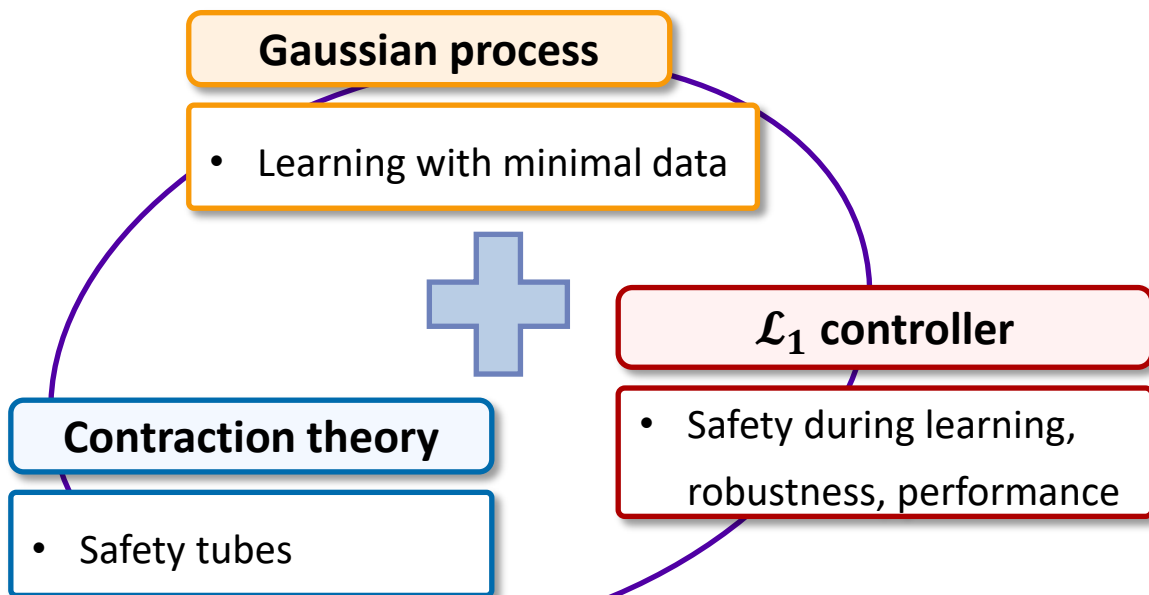 Gaussian process
• Learning with minimal data
ℒ₁ controller
• Safety during learning,
robustness, performance
Contraction theory
• Safety tubes